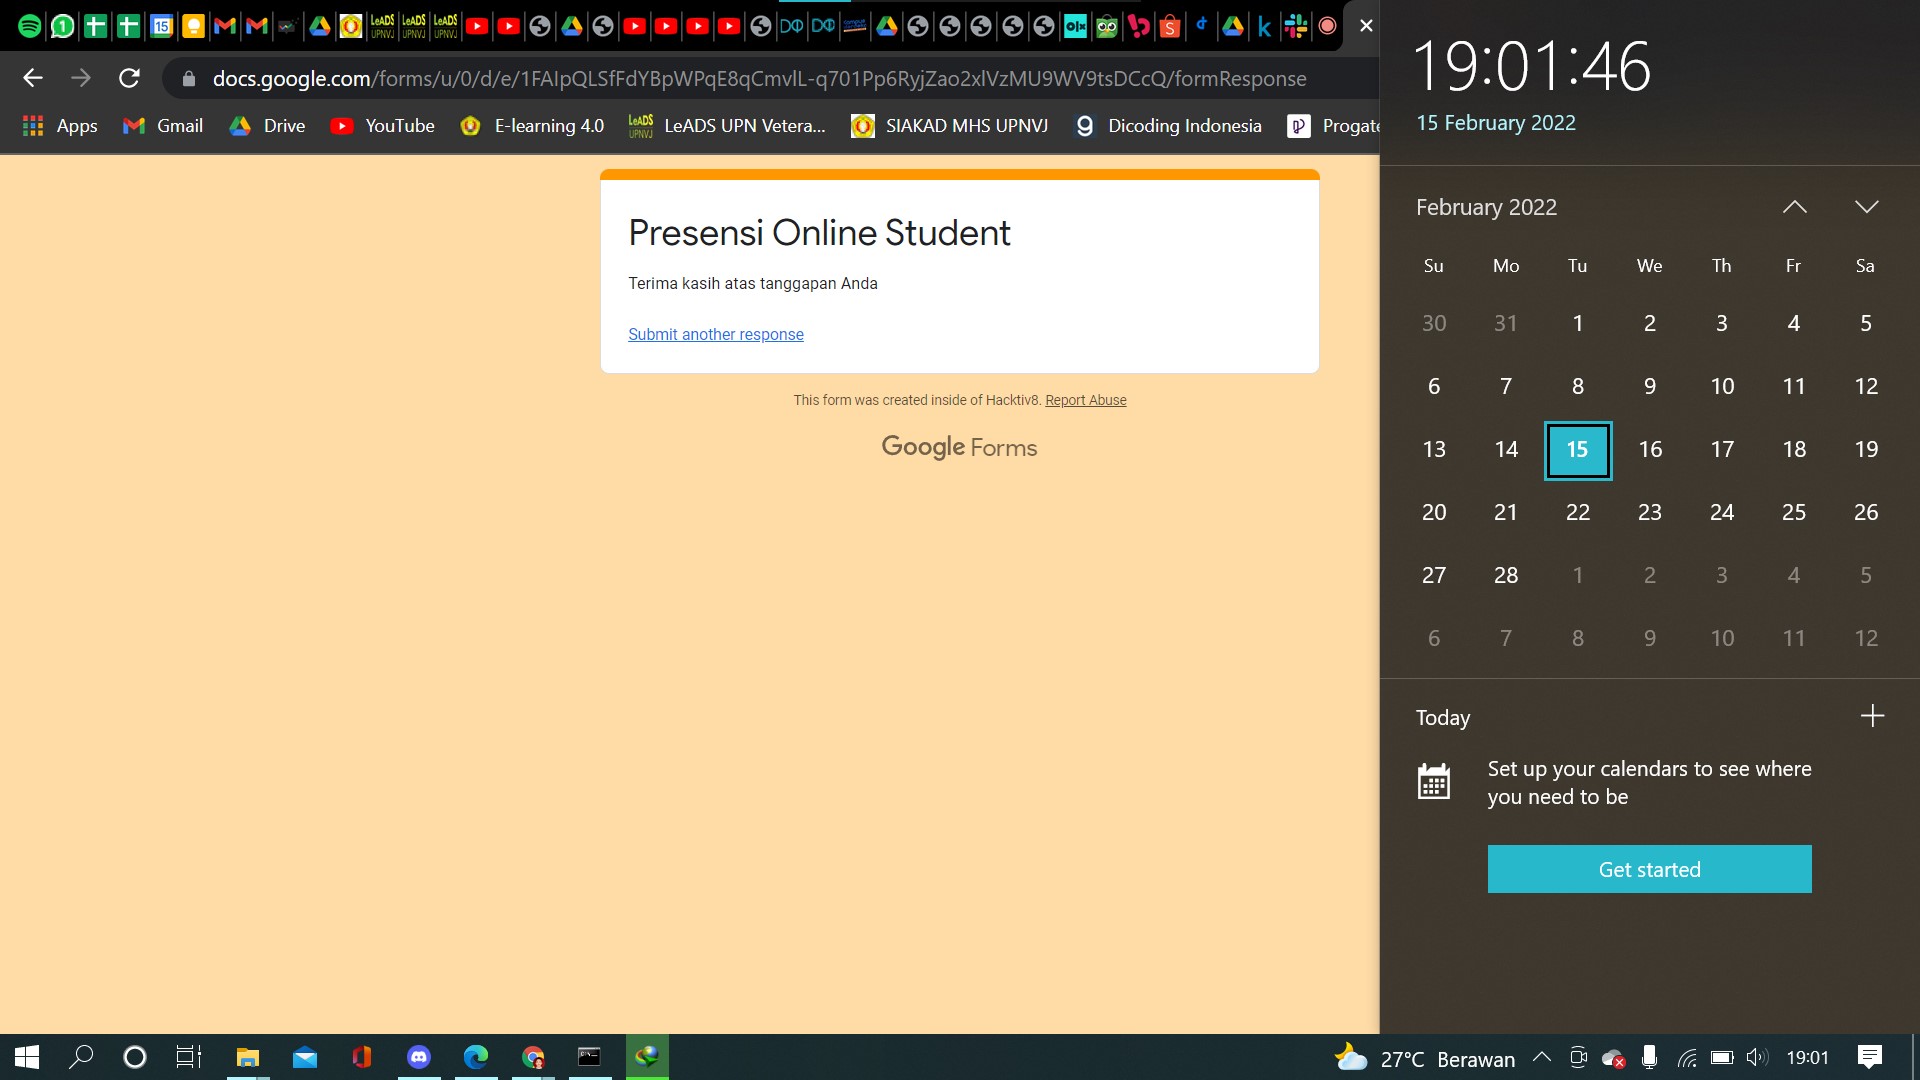 docs.google.com/forms/u/0/d/e/1FAIpQLSfFdYBpWPqE8qCmvlL-q701Pp6RyjZao2xlVzMU9WV9tsDCcQ/formResponse
Apps Gmail Drive YouTube E-learning 4.0 LeADS UPN Vetera... SIAKAD MHS UPNVJ Dicoding Indonesia Progate
Presensi Online Student
Terima kasih atas tanggapan Anda
Submit another response
This form was created inside of Hacktiv8. Report Abuse
Google Forms
19:01:46
15 February 2022
February 2022
Su Mo Tu We Th Fr Sa
30 31 1 2 3 4 5
6 7 8 9 10 11 12
13 14 15 16 17 18 19
20 21 22 23 24 25 26
27 28 1 2 3 4 5
6 7 8 9 10 11 12
Today
Set up your calendars to see where
you need to be
Get started
27°C Berawan 19:01